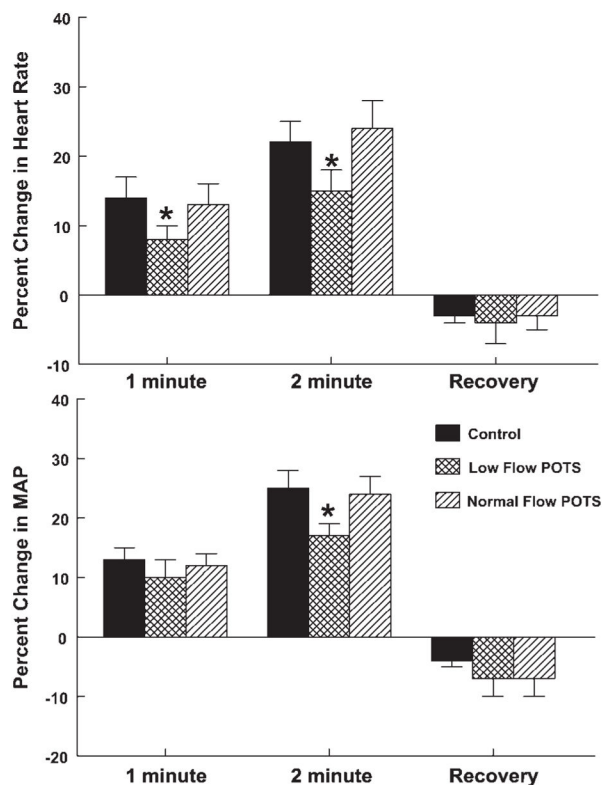 Percent Change in Heart Rate
40
30
20
10
0
-10
*
*
1 minute 2 minute Recovery
Percent Change in MAP
40
30
20
10
0
-10
-20
*
Control
Low Flow POTS
Normal Flow POTS
1 minute 2 minute Recovery